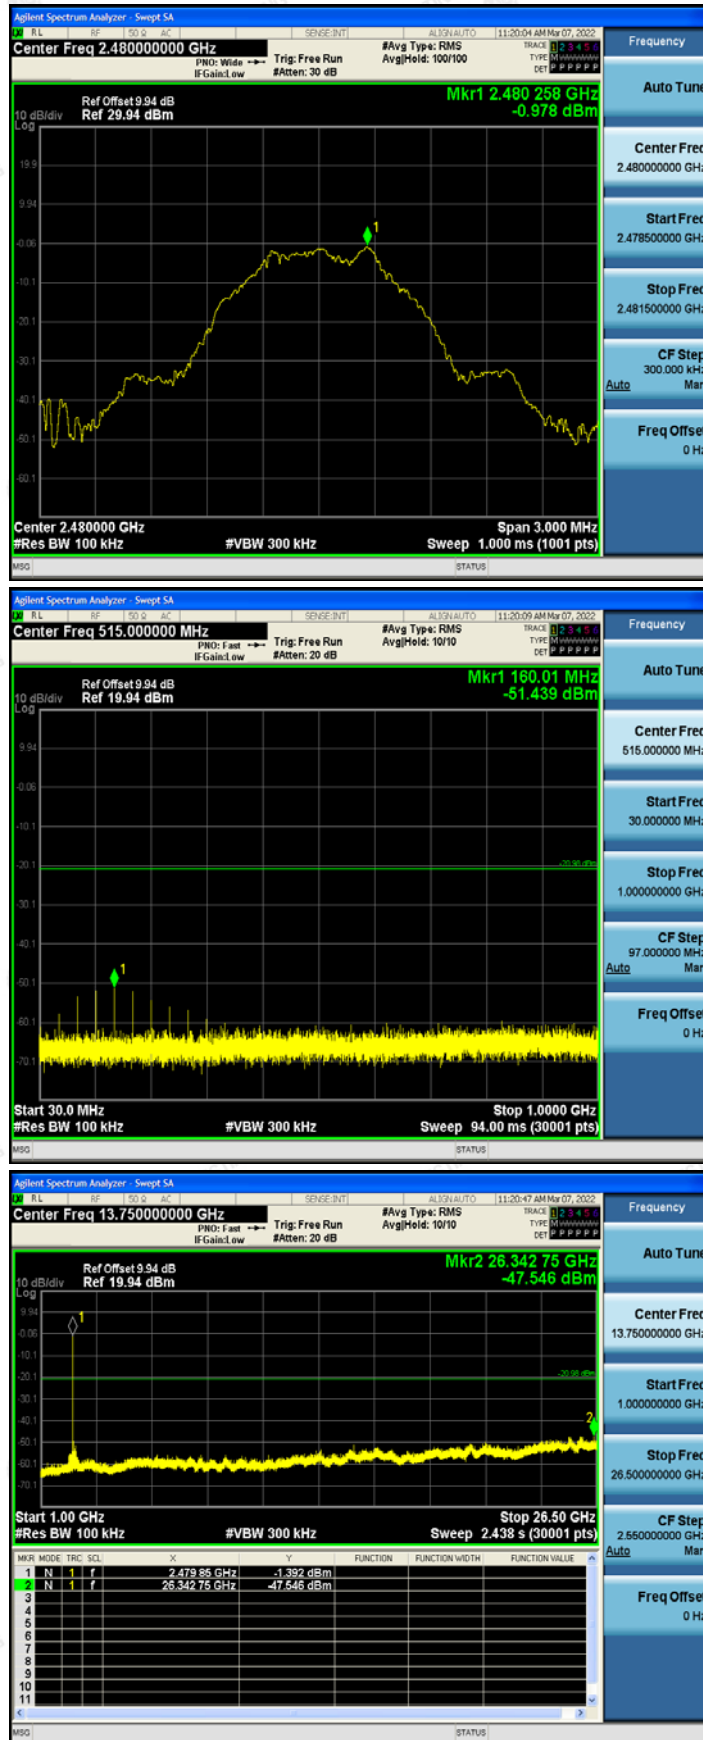 Agilent Spectrum Analyzer - Swept SA
RL RF 50 Ω AC SENSE:INT ALIGNAUTO 11:20:04 AM Mar 07, 2022
Center Freq 2.480000000 GHz
#Avg Type: RMS
TRACE 1 2 3 4 5 6
PNO: Wide Trig: Free Run Avg|Hold: 100/100
TYPE M
IFGain:Low #Atten: 30 dB
DET P P P P P P
Mkr1 2.480 258 GHz
Ref Offset 9.94 dB
-0.978 dBm
10 dB/div Ref 29.94 dBm
Log
19.9
9.94
1
-0.06
-10.1
-20.1
-30.1
-40.1
-50.1
-60.1
Center 2.480000 GHz Span 3.000 MHz
#Res BW 100 kHz #VBW 300 kHz Sweep 1.000 ms (1001 pts)
MSG STATUS
Frequency
Auto Tune
Center Freq
2.480000000 GHz
Start Freq
2.478500000 GHz
Stop Freq
2.481500000 GHz
CF Step
300.000 kHz
Auto Man
Freq Offset
0 Hz
Agilent Spectrum Analyzer - Swept SA
RL RF 50 Ω AC SENSE:INT ALIGNAUTO 11:20:09 AM Mar 07, 2022
Center Freq 515.000000 MHz
#Avg Type: RMS
TRACE 1 2 3 4 5 6
PNO: Fast Trig: Free Run Avg|Hold: 10/10
TYPE M
IFGain:Low #Atten: 20 dB
DET P P P P P P
Mkr1 160.01 MHz
Ref Offset 9.94 dB
-51.439 dBm
10 dB/div Ref 19.94 dBm
Log
9.94
-0.06
-10.1
-20.1
-20.98 dBm
-30.1
-40.1
1
-50.1
-60.1
-70.1
Start 30.0 MHz Stop 1.0000 GHz
#Res BW 100 kHz #VBW 300 kHz Sweep 94.00 ms (30001 pts)
MSG STATUS
Frequency
Auto Tune
Center Freq
515.000000 MHz
Start Freq
30.000000 MHz
Stop Freq
1.000000000 GHz
CF Step
97.000000 MHz
Auto Man
Freq Offset
0 Hz
Agilent Spectrum Analyzer - Swept SA
RL RF 50 Ω AC SENSE:INT ALIGNAUTO 11:20:47 AM Mar 07, 2022
Center Freq 13.750000000 GHz
#Avg Type: RMS
TRACE 1 2 3 4 5 6
PNO: Fast Trig: Free Run Avg|Hold: 10/10
TYPE M
IFGain:Low #Atten: 20 dB
DET P P P P P P
Mkr2 26.342 75 GHz
Ref Offset 9.94 dB
-47.546 dBm
10 dB/div Ref 19.94 dBm
Log
9.94
1
-0.06
-10.1
-20.1
-20.98 dBm
-30.1
-40.1
2
-50.1
-60.1
-70.1
Start 1.00 GHz Stop 26.50 GHz
#Res BW 100 kHz #VBW 300 kHz Sweep 2.438 s (30001 pts)
MKR MODE TRC SCL X Y FUNCTION FUNCTION WIDTH FUNCTION VALUE
1 N 1 f 2.479 85 GHz -1.392 dBm
2 N 1 f 26.342 75 GHz -47.546 dBm
3
4
5
6
7
8
9
10
11
MSG STATUS
Frequency
Auto Tune
Center Freq
13.750000000 GHz
Start Freq
1.000000000 GHz
Stop Freq
26.500000000 GHz
CF Step
2.550000000 GHz
Auto Man
Freq Offset
0 Hz